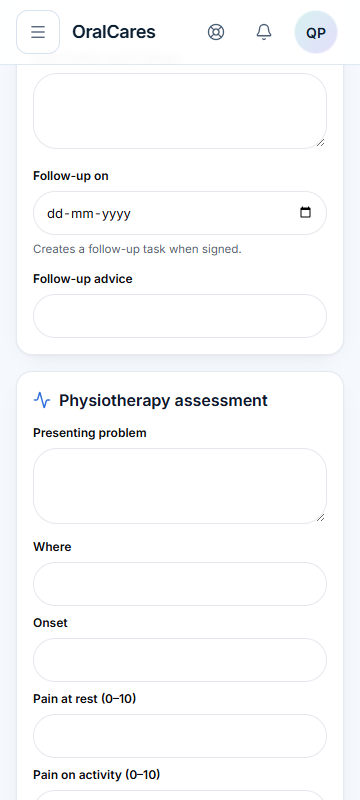 OralCares
QP
Follow-up on
dd-mm-yyyy
Creates a follow-up task when signed.
Follow-up advice
Physiotherapy assessment
Presenting problem
Where
Onset
Pain at rest (0–10)
Pain on activity (0–10)